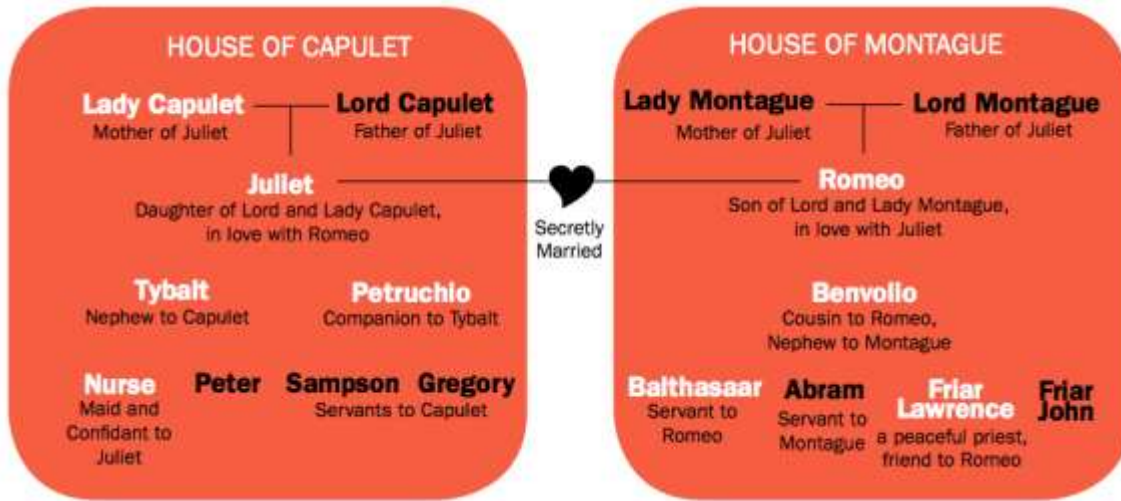 HOUSE OF CAPULET
Lady Capulet
Lord Capulet
Mother of Juliet
Father of Juliet
Juliet
Daughter of Lord and Lady Capulet,
in love with Romeo
Tybalt
Petruchio
Nephew to Capulet
Companion to Tybalt
Nurse
Peter
Sampson
Gregory
Maid and
Confidant to
Juliet
Servants to Capulet
Secretly
Married
HOUSE OF MONTAGUE
Lady Montague
Lord Montague
Mother of Juliet
Father of Juliet
Romeo
Son of Lord and Lady Montague,
in love with Juliet
Benvolio
Cousin to Romeo,
Nephew to Montague
Balthasaar
Servant to
Romeo
Abram
Servant to
Montague
Friar
Lawrence
a peaceful priest,
friend to Romeo
Friar
John